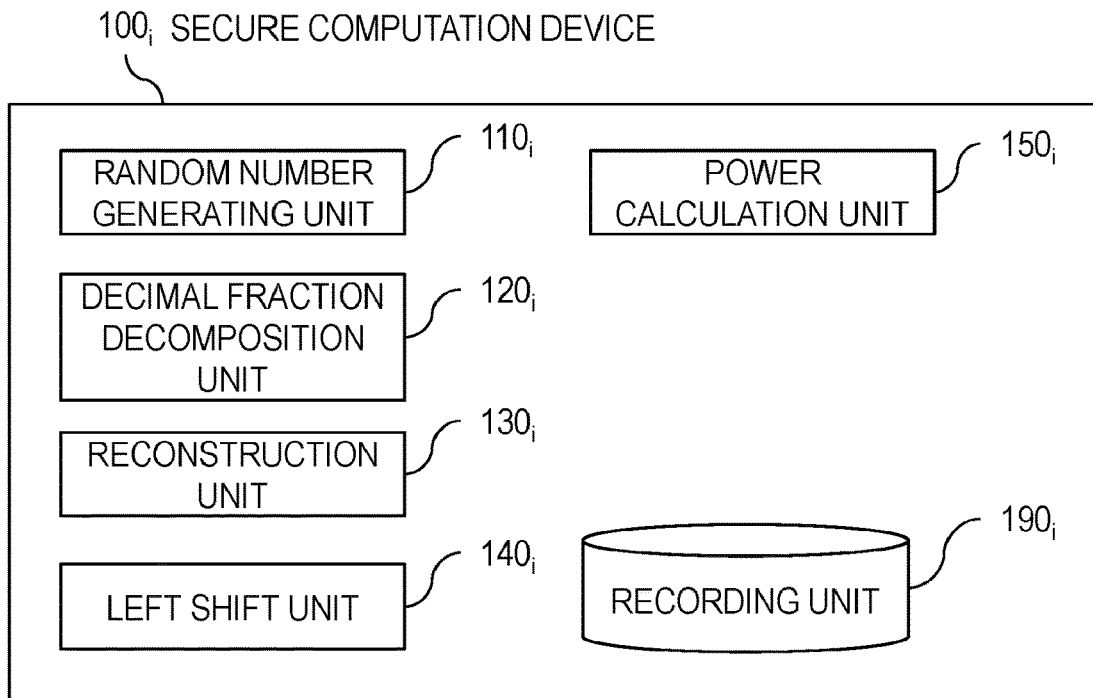 100i SECURE COMPUTATION DEVICE
RANDOM NUMBER
GENERATING UNIT
110i
DECIMAL FRACTION
DECOMPOSITION
UNIT
120i
RECONSTRUCTION
UNIT
130i
LEFT SHIFT UNIT
140i
POWER
CALCULATION UNIT
150i
RECORDING UNIT
190i